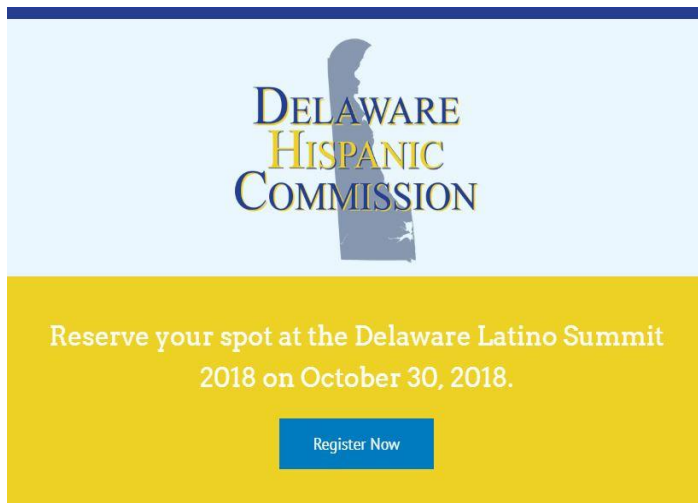 DELAWARE
HISPANIC
COMMISSION
Reserve your spot at the Delaware Latino Summit
2018 on October 30, 2018.
Register Now